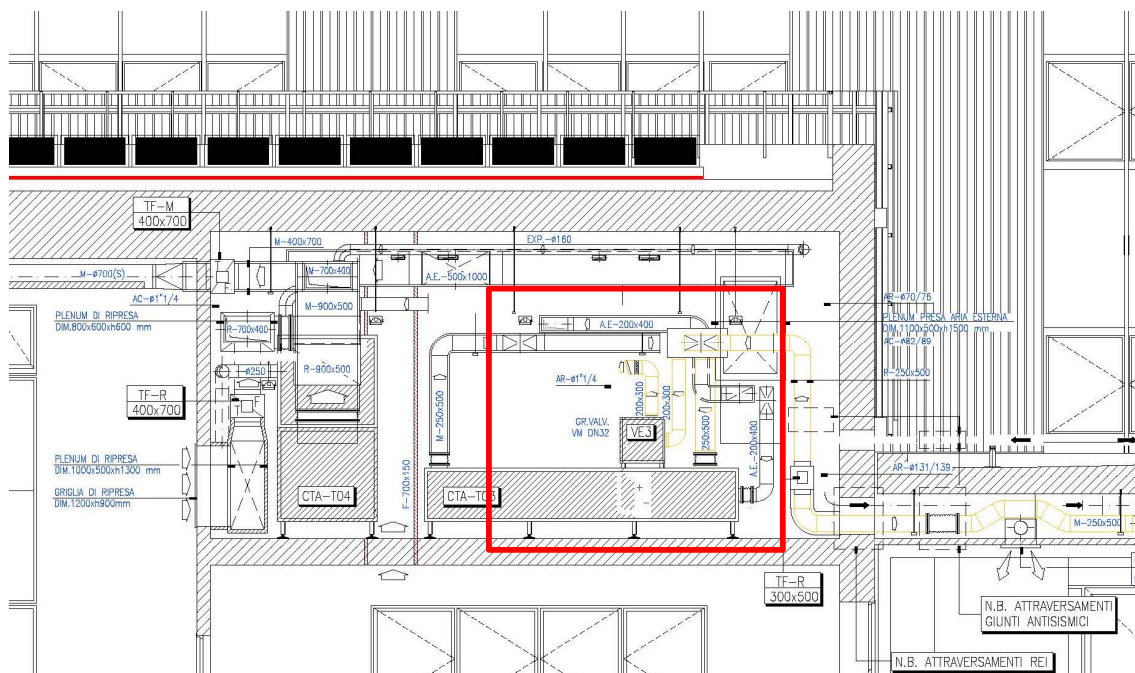 TF-M
400x700
M-400x700
EXP.-ø160
M-ø700(S)
M-700x400
A.E.-500x1000
AC-ø1"1/4
M-900x500
AR-ø70/76
PLENUM DI RIPRESA
DIM.800x600xh600 mm
R-700x400
A.E-200x400
PLENUM PRESA ARIA ESTERNA
DIM.1100x500xh1500 mm
AC-ø82/89
ø250
R-900x500
AR-ø1"1/4
R-250x500
TF-R
400x700
F
F
M-250x500
200x300
200x300
GR.VALV.
VM DN32
VE3
250x500
A.E.-200x400
PLENUM DI RIPRESA
DIM.1000x500xh1300 mm
F-700x150
AR-ø131/139
GRIGLIA DI RIPRESA
DIM.1200xh900mm
CTA-T04
CTA-T03
M-250x500
TF-R
300x500
N.B. ATTRAVERSAMENTI
GIUNTI ANTISISMICI
N.B. ATTRAVERSAMENTI REI